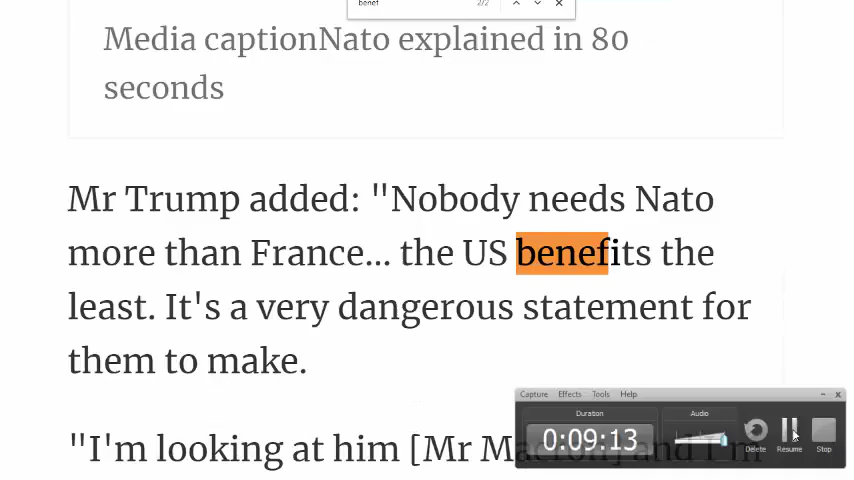 benef 2/2
Media captionNato explained in 80
seconds
Mr Trump added: "Nobody needs Nato
more than France... the US benefits the
least. It's a very dangerous statement for
them to make.
Capture Effects Tools Help
Duration Audio
0:09:13
Delete Resume Stop
"I'm looking at him [Mr Macron] and I'm